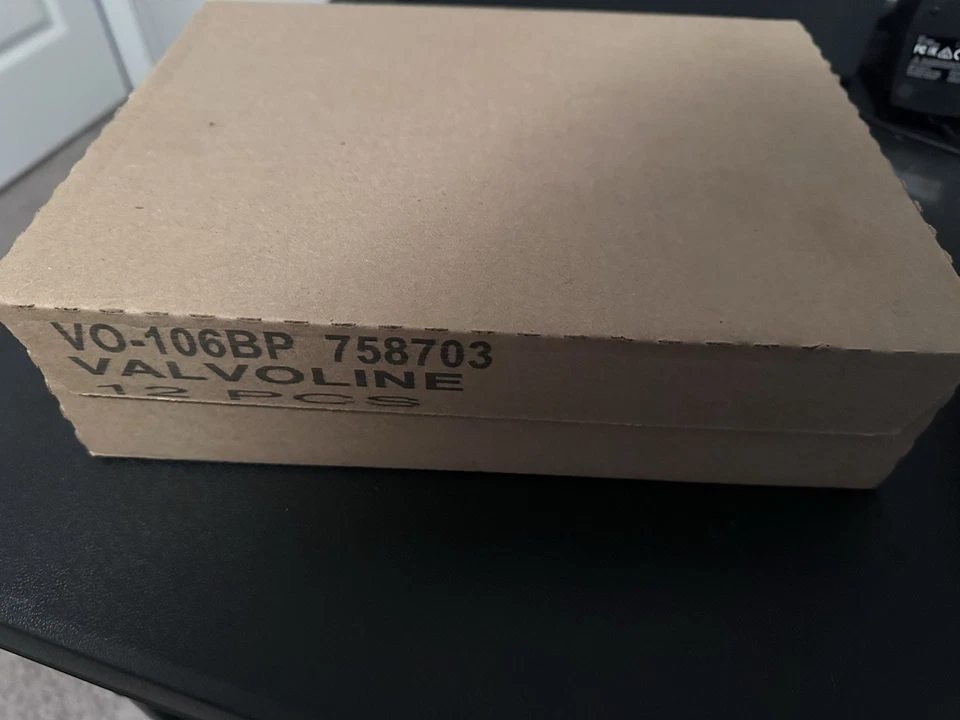 VO-106BP 758703
VALVOLINE
12 PCS